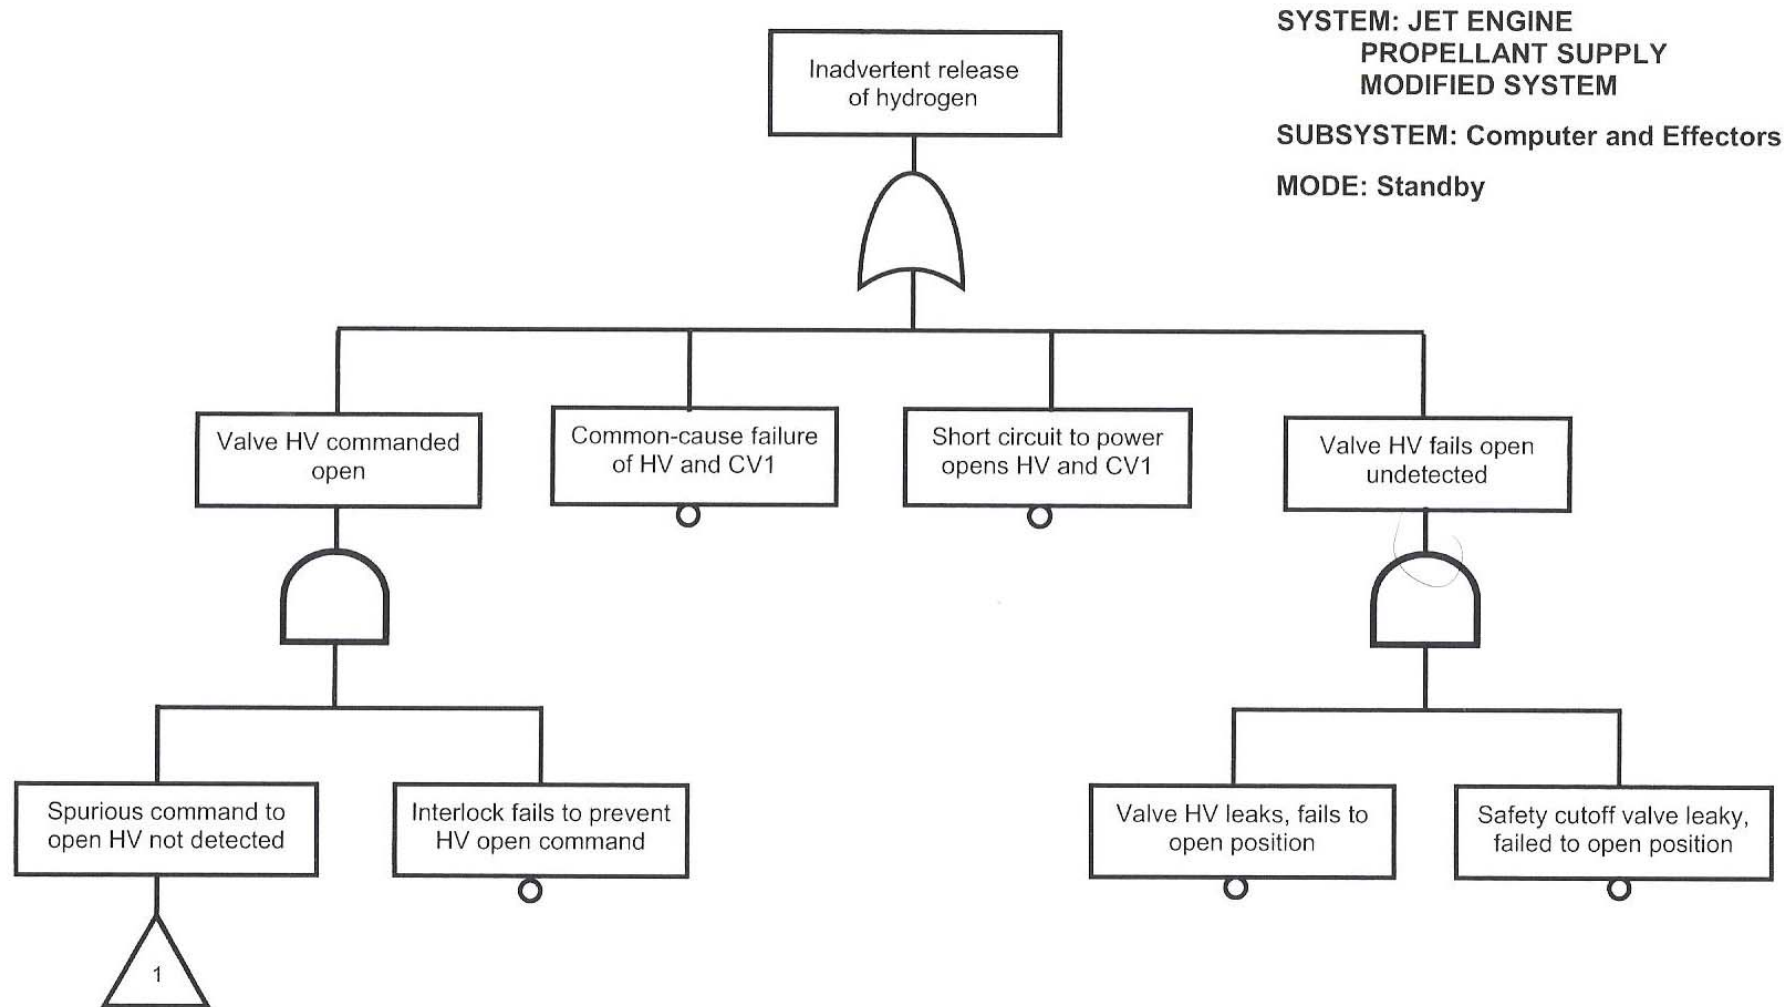 SYSTEM: JET ENGINE
PROPELLANT SUPPLY
MODIFIED SYSTEM
SUBSYSTEM: Computer and Effectors
MODE: Standby
Inadvertent release
of hydrogen
Valve HV commanded
open
Common-cause failure
of HV and CV1
Short circuit to power
opens HV and CV1
Valve HV fails open
undetected
Spurious command to
open HV not detected
Interlock fails to prevent
HV open command
Valve HV leaks, fails to
open position
Safety cutoff valve leaky,
failed to open position
1